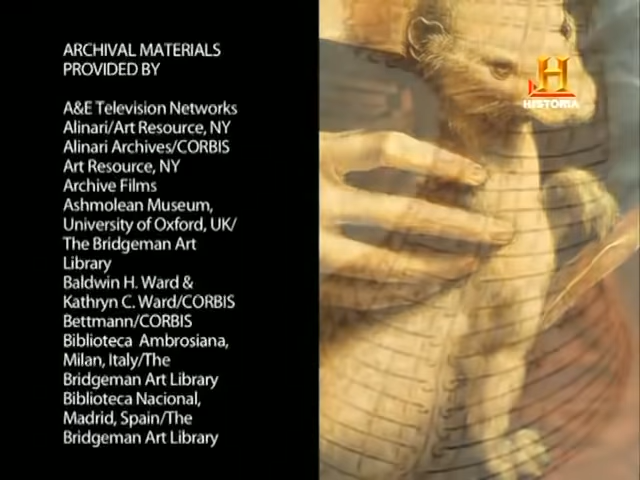 ARCHIVAL MATERIALS
PROVIDED BY
A&E Television Networks
Alinari/Art Resource, NY
Alinari Archives/CORBIS
Art Resource, NY
Archive Films
Ashmolean Museum,
University of Oxford, UK/
The Bridgeman Art
Library
Baldwin H. Ward &
Kathryn C. Ward/CORBIS
Bettmann/CORBIS
Biblioteca Ambrosiana,
Milan, Italy/The
Bridgeman Art Library
Biblioteca Nacional,
Madrid, Spain/The
Bridgeman Art Library
H
HISTORIA